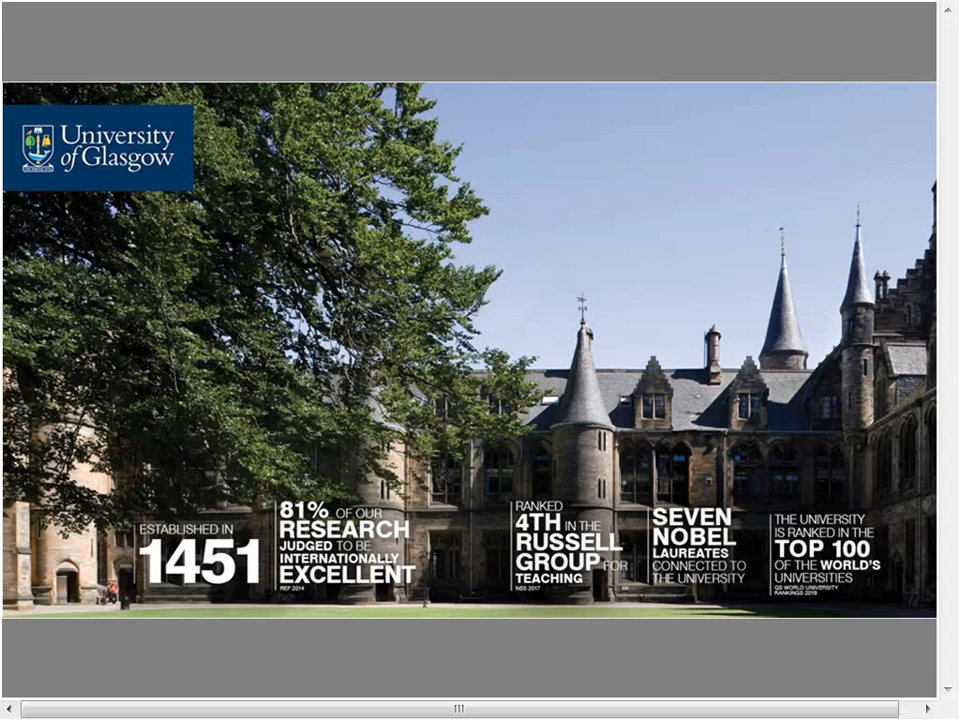 University
of Glasgow
ESTABLISHED IN
1451
81% OF OUR
RESEARCH
JUDGED TO BE
INTERNATIONALLY
EXCELLENT
REF 2014
RANKED
4TH IN THE
RUSSELL
GROUP FOR
TEACHING
NSS 2017
SEVEN
NOBEL
LAUREATES
CONNECTED TO
THE UNIVERSITY
THE UNIVERSITY
IS RANKED IN THE
TOP 100
OF THE WORLD'S
UNIVERSITIES
QS WORLD UNIVERSITY
RANKINGS 2018